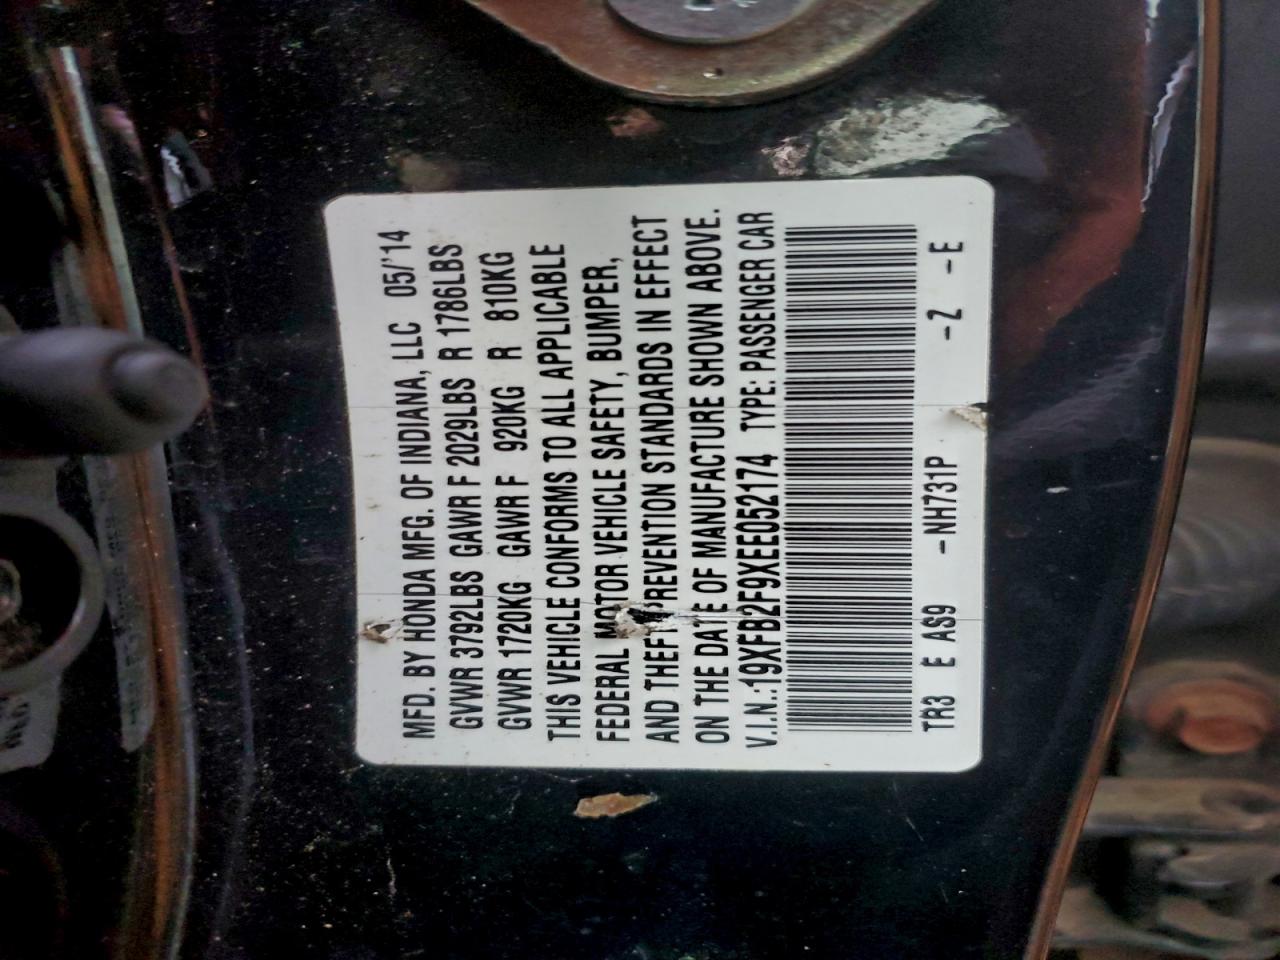 MFD. BY HONDA MFG. OF INDIANA, LLC 05/'14
GVWR 3792LBS GAWR F 2029LBS R 1786LBS
GVWR 1720KG GAWR F 920KG R 810KG
THIS VEHICLE CONFORMS TO ALL APPLICABLE
FEDERAL MOTOR VEHICLE SAFETY, BUMPER,
AND THEFT PREVENTION STANDARDS IN EFFECT
ON THE DATE OF MANUFACTURE SHOWN ABOVE.
V.I.N.:19XFB2F9XEE052174 TYPE: PASSENGER CAR
TR3 E AS9 -NH731P -Z -E